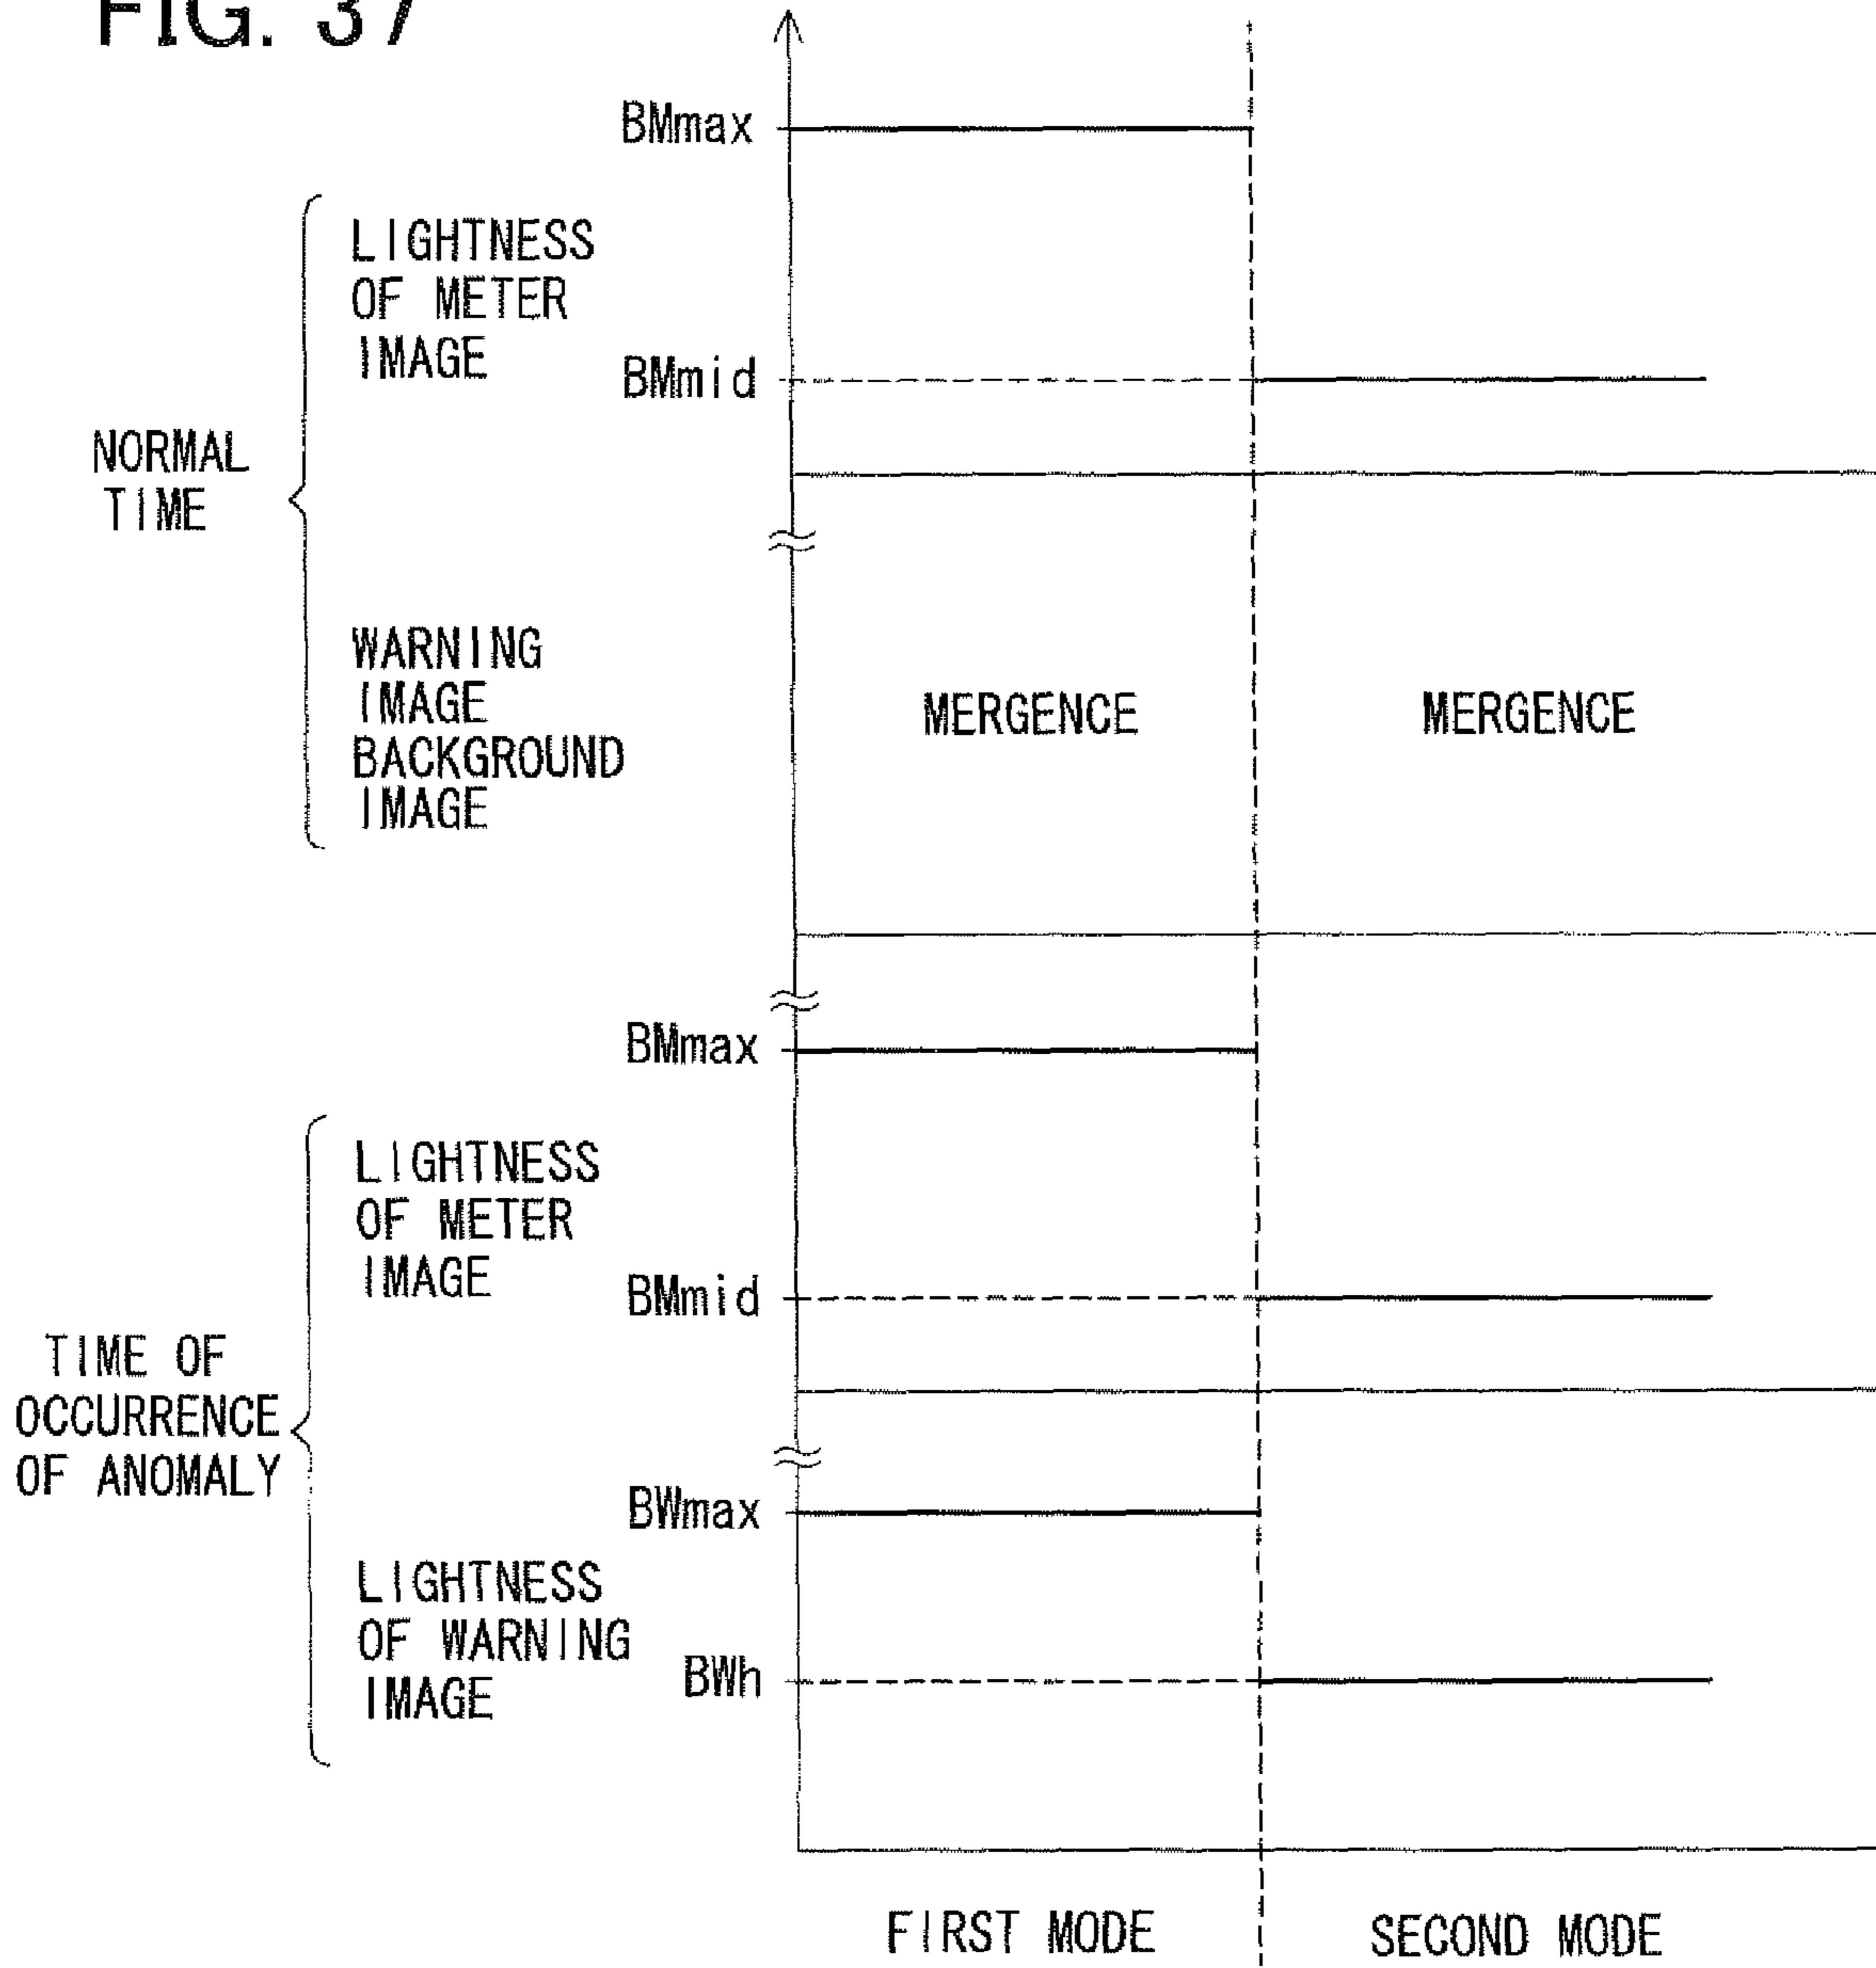 FIG. 37
BMmax
LIGHTNESS
OF METER
IMAGE
BMmid
NORMAL
TIME
WARNING
IMAGE
BACKGROUND
IMAGE
MERGENCE
MERGENCE
BMmax
LIGHTNESS
OF METER
IMAGE
BMmid
TIME OF
OCCURRENCE
OF ANOMALY
BWmax
LIGHTNESS
OF WARNING
IMAGE
BWh
FIRST MODE
SECOND MODE